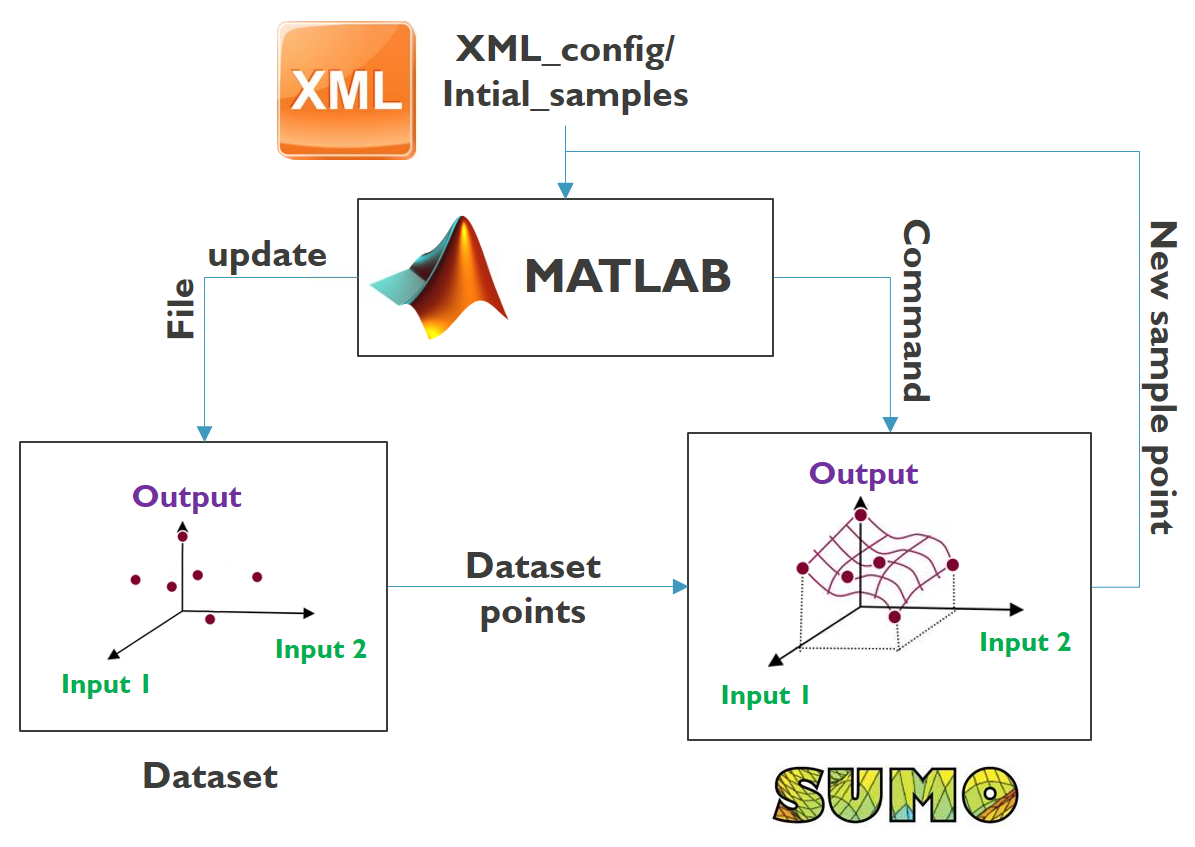 XML
XML_config/
Intial_samples
MATLAB
update
File
Command
New sample point
Output
Input 2
Input 1
Dataset
Dataset
points
Output
Input 2
Input 1
SUMO